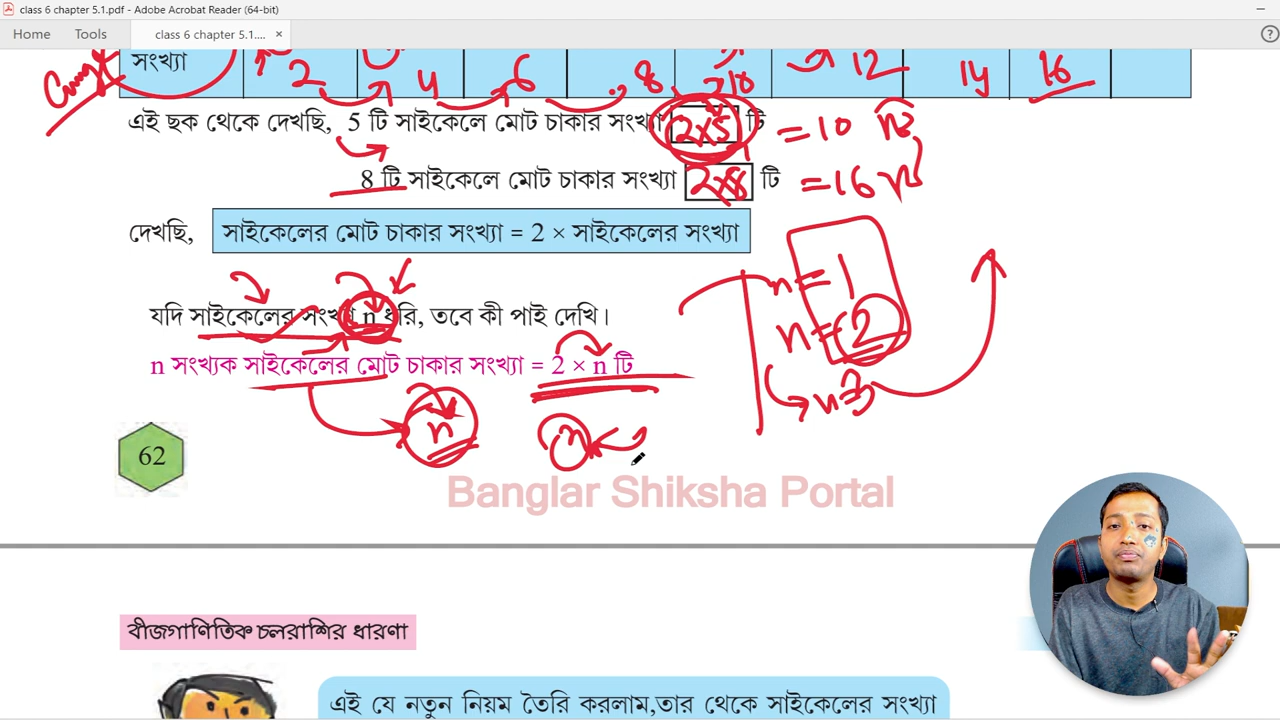 class 6 chapter 5.1.pdf - Adobe Acrobat Reader (64-bit)
Home Tools class 6 chapter 5.1.... ×
সংখ্যা 2 4 6 8 10 12 14 16
এই ছক থেকে দেখছি, 5 টি সাইকেলে মোট চাকার সংখ্যা 2×5 টি = 10 টি
8 টি সাইকেলে মোট চাকার সংখ্যা 2×8 টি = 16 টি
দেখছি, সাইকেলের মোট চাকার সংখ্যা = 2 × সাইকেলের সংখ্যা
n = 1
যদি সাইকেলের সংখ্যা n ধরি, তবে কী পাই দেখি।
n = 2
n সংখ্যক সাইকেলের মোট চাকার সংখ্যা = 2 × n টি
n=3
n n
62
Banglar Shiksha Portal
বীজগাণিতিক চলরাশির ধারণা
এই যে নতুন নিয়ম তৈরি করলাম,তার থেকে সাইকেলের সংখ্যা